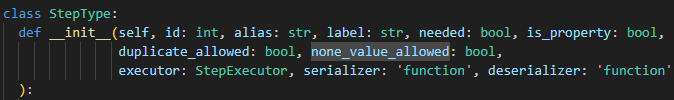 class StepType:
def __init__(self, id: int, alias: str, label: str, needed: bool, is_property: bool,
duplicate_allowed: bool, none_value_allowed: bool,
executor: StepExecutor, serializer: 'function', deserializer: 'function'
):